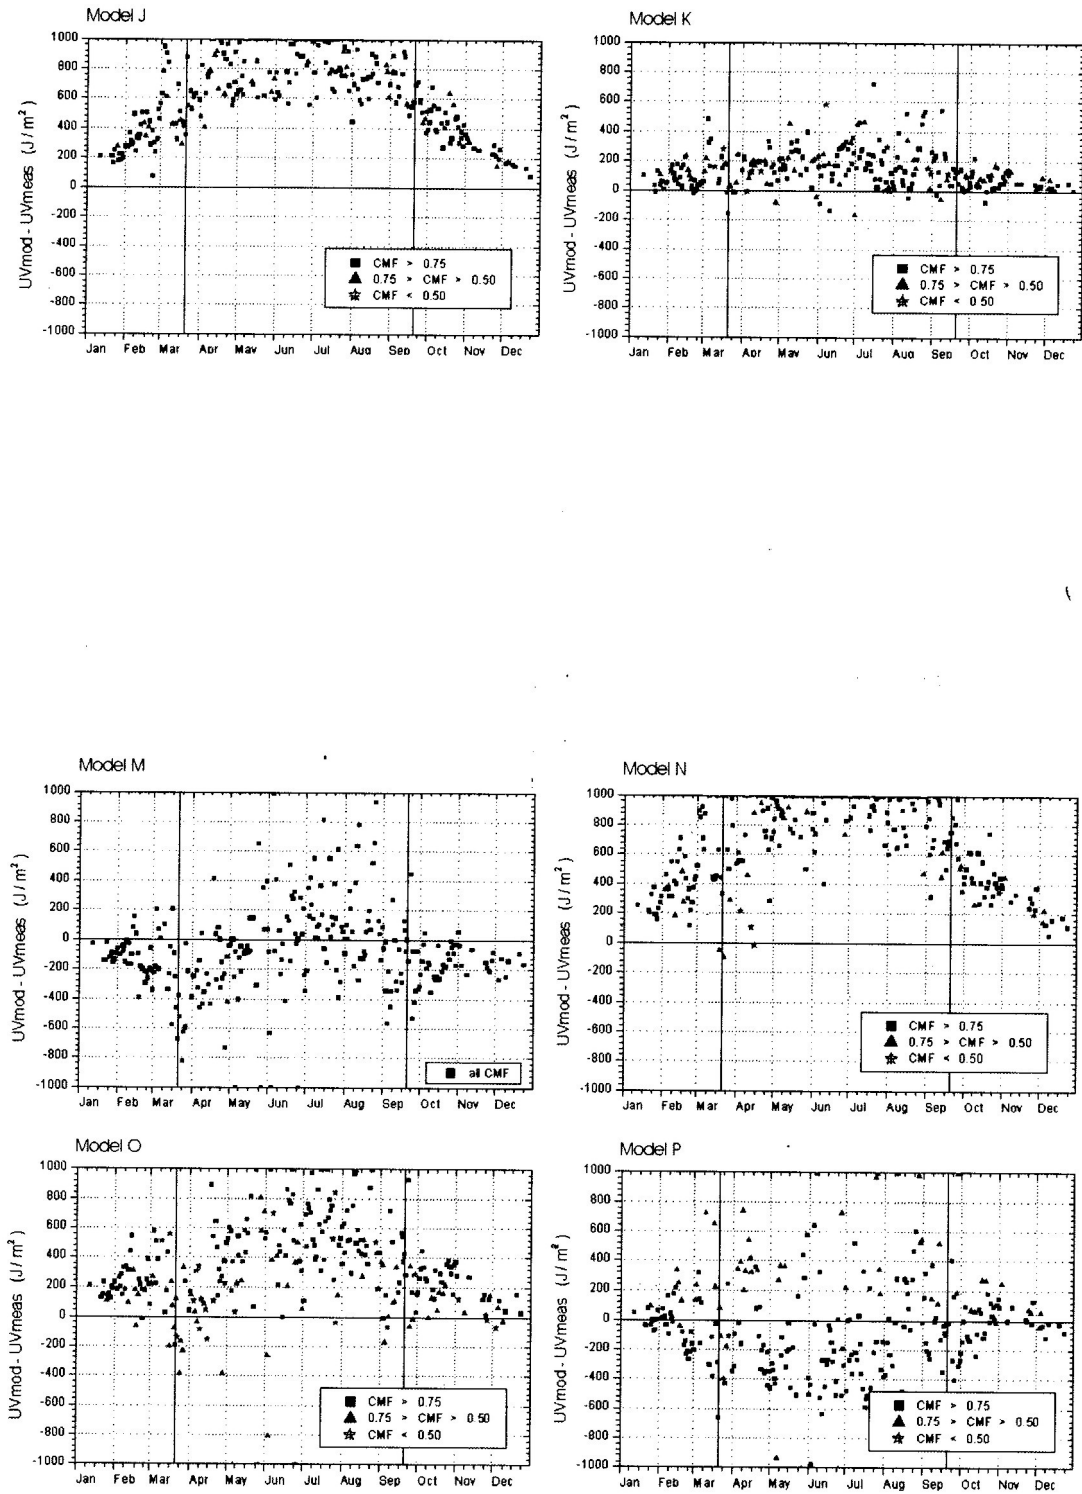 Model J
UVmod - UVmeas (J / m²)
1000
800
600
400
200
0
-200
-400
-600
-800
-1000
CMF > 0.75
0.75 > CMF > 0.50
CMF < 0.50
Jan Feb Mar Apr May Jun Jul Aug Sep Oct Nov Dec
Model K
UVmod - UVmeas (J / m²)
1000
800
600
400
200
0
-200
-400
-600
-800
-1000
CMF > 0.75
0.75 > CMF > 0.50
CMF < 0.50
Jan Feb Mar Apr May Jun Jul Aug Sep Oct Nov Dec
Model M
UVmod - UVmeas (J / m²)
1000
800
600
400
200
0
-200
-400
-600
-800
-1000
all CMF
Jan Feb Mar Apr May Jun Jul Aug Sep Oct Nov Dec
Model N
UVmod - UVmeas (J / m²)
1000
800
600
400
200
0
-200
-400
-600
-800
-1000
CMF > 0.75
0.75 > CMF > 0.50
CMF < 0.50
Jan Feb Mar Apr May Jun Jul Aug Sep Oct Nov Dec
Model O
UVmod - UVmeas (J / m²)
1000
800
600
400
200
0
-200
-400
-600
-800
-1000
CMF > 0.75
0.75 > CMF > 0.50
CMF < 0.50
Jan Feb Mar Apr May Jun Jul Aug Sep Oct Nov Dec
Model P
UVmod - UVmeas (J / m²)
1000
800
600
400
200
0
-200
-400
-600
-800
-1000
CMF > 0.75
0.75 > CMF > 0.50
CMF < 0.50
Jan Feb Mar Apr May Jun Jul Aug Sep Oct Nov Dec